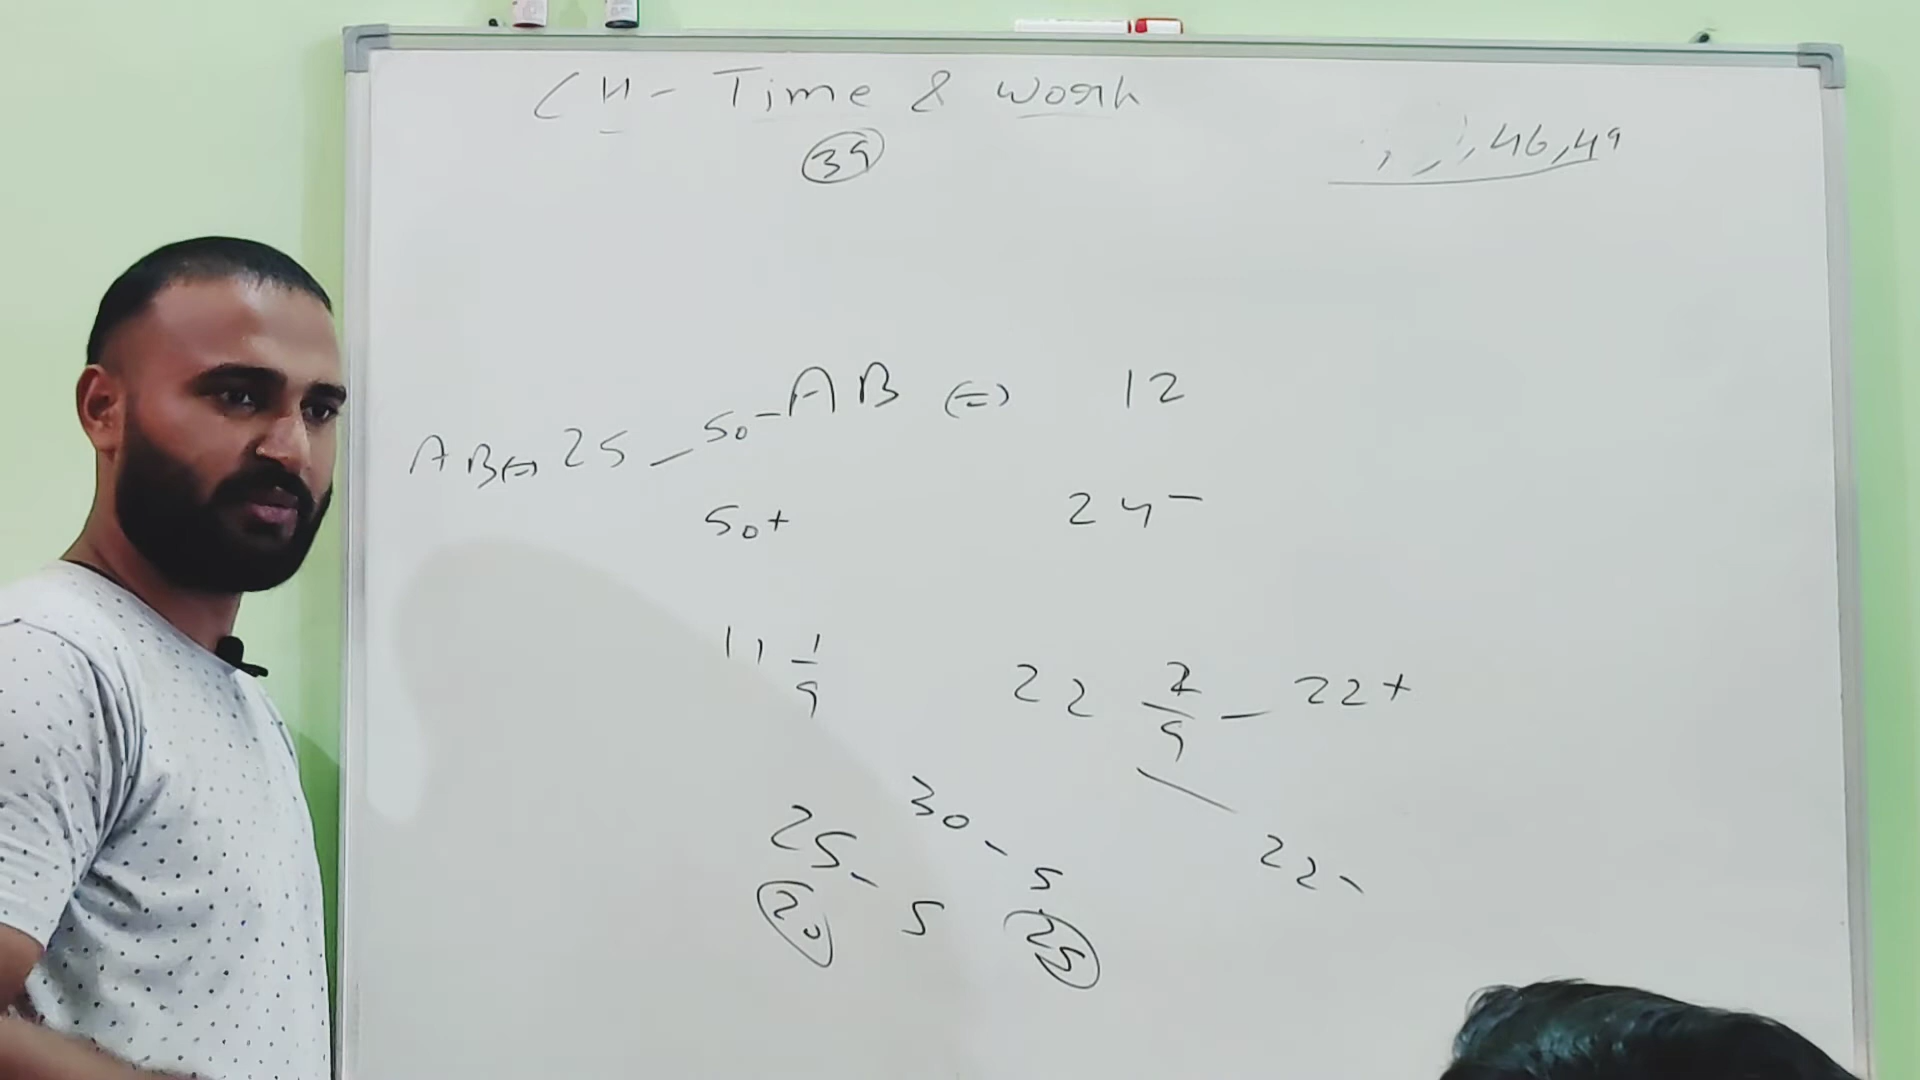 CH- Time & Work
39
46,49
AB (=) 12
AB(=) 25 - 50-
50+ 24-
11 1/9
22 2/9 - 22+
22-
25- 5
20
30- 5
25